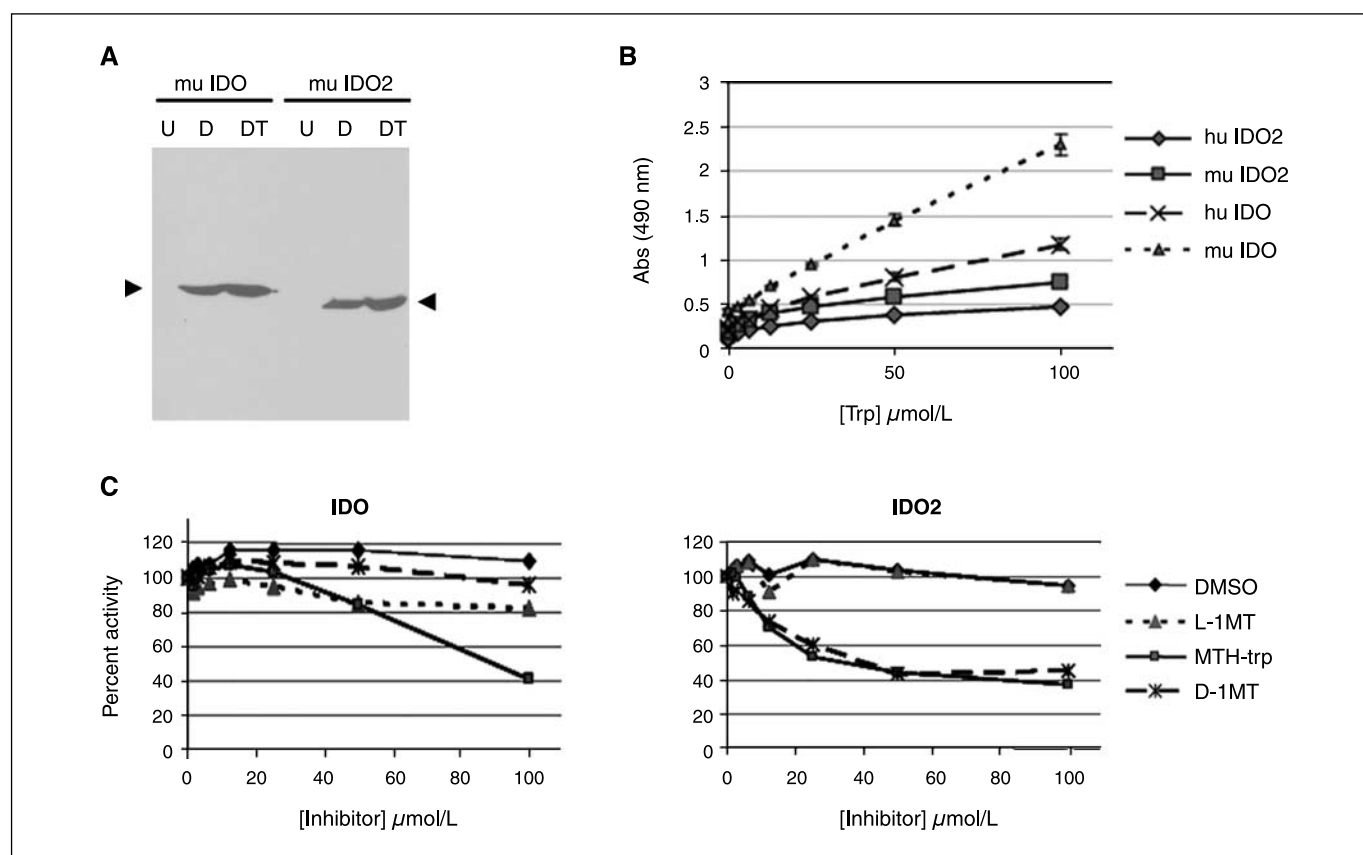 A
mu IDO mu IDO2
U D DT U D DT
B
3
2.5
2
1.5
1
0.5
0
Abs (490 nm)
0 50 100
[Trp] µmol/L
hu IDO2
mu IDO2
hu IDO
mu IDO
C
IDO
120
100
80
60
40
20
0
Percent activity
0 20 40 60 80 100
[Inhibitor] µmol/L
IDO2
120
100
80
60
40
20
0
0 20 40 60 80 100
[Inhibitor] µmol/L
DMSO
L-1MT
MTH-trp
D-1MT